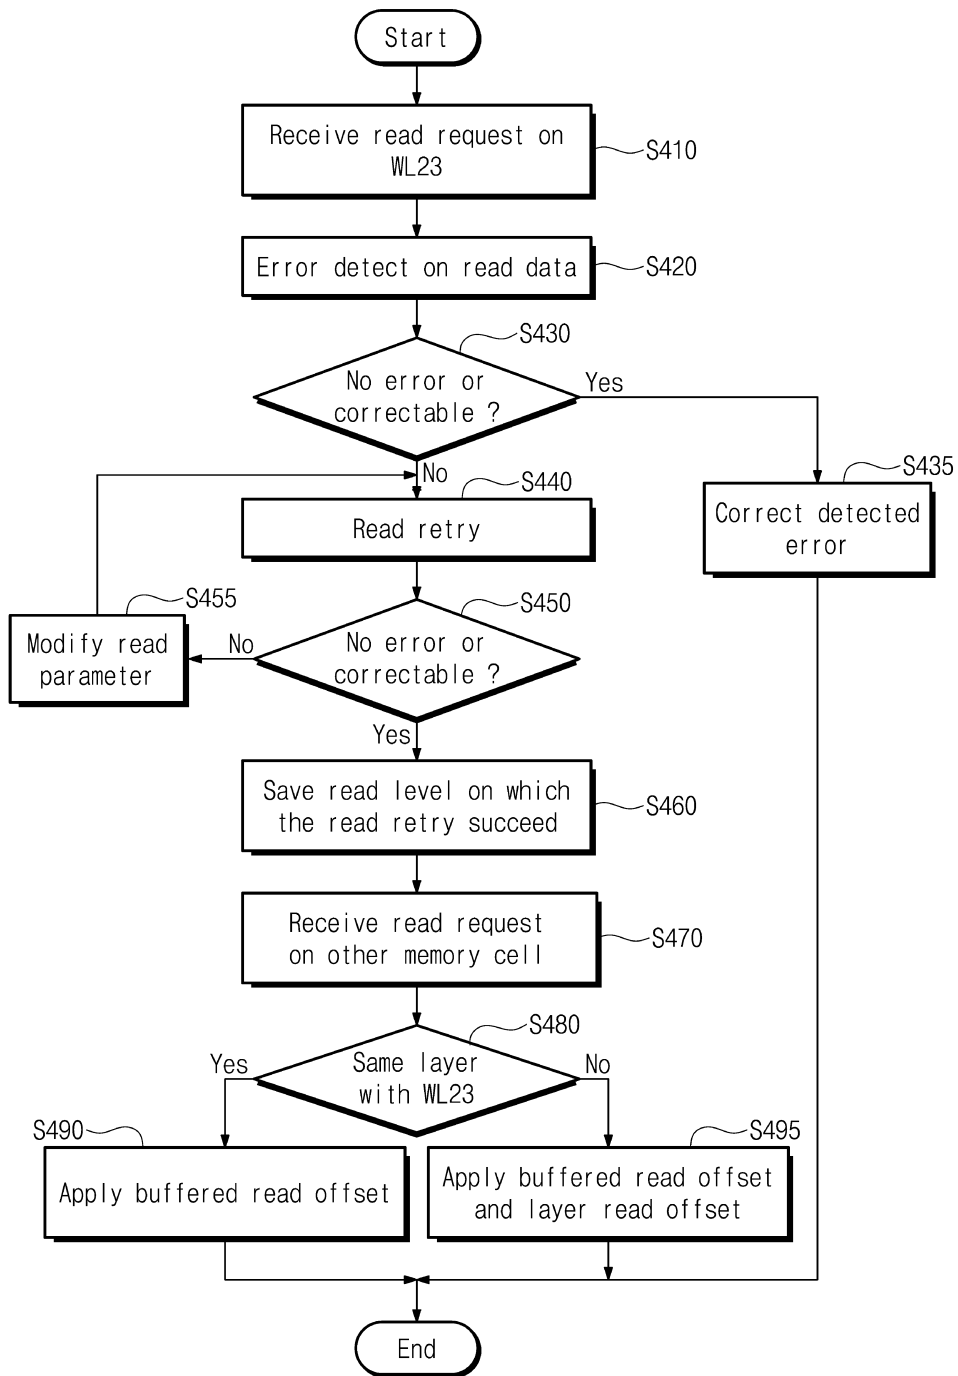 Start
Receive read request on
WL23
S410
Error detect on read data
S420
S430
No error or
correctable ?
Yes
No
S435
Correct detected
error
S440
Read retry
S455
Modify read
parameter
No
S450
No error or
correctable ?
Yes
Save read level on which
the read retry succeed
S460
Receive read request
on other memory cell
S470
S480
Yes
Same layer
with WL23
No
S490
Apply buffered read offset
S495
Apply buffered read offset
and layer read offset
End